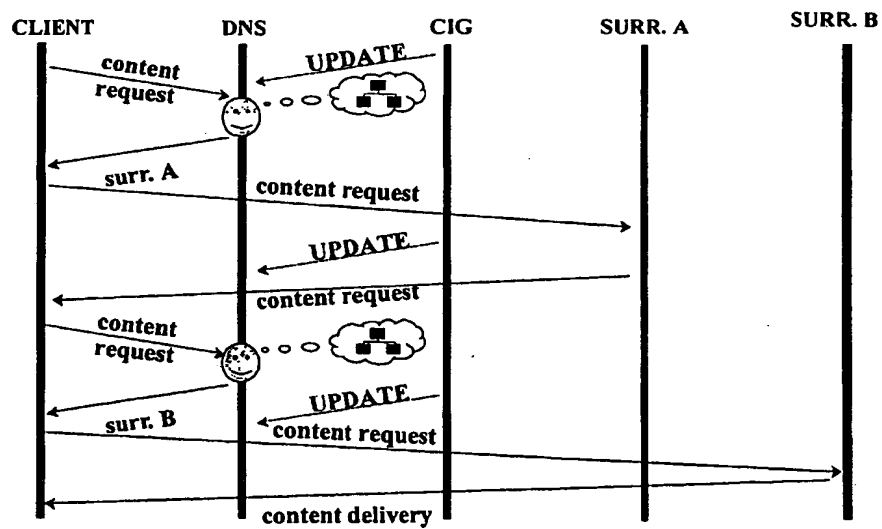 CLIENT
DNS
CIG
SURR. A
SURR. B
content
request
UPDATE
surr. A
content request
UPDATE
content request
content
request
UPDATE
surr. B
content request
content delivery